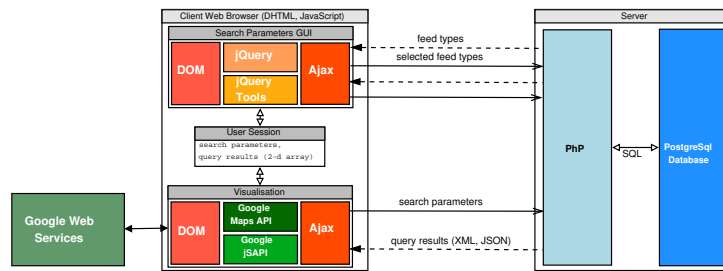 Client Web Browser (DHTML, JavaScript)
Server
Search Parameters GUI
DOM
jQuery
jQuery
Tools
Ajax
feed types
selected feed types
User Session
search parameters,
query results (2-d array)
PhP
SQL
PostgreSql
Database
Visualisation
DOM
Google
Maps API
Google
jSAPI
Ajax
search parameters
query results (XML, JSON)
Google Web
Services